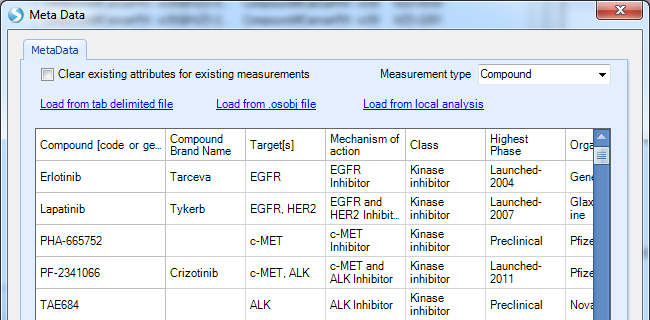 Meta Data
MetaData
Clear existing attributes for existing measurements Measurement type Compound
Load from tab delimited file Load from .osobj file Load from local analysis
Compound [code or ge... Compound Brand Name Target[s] Mechanism of action Class Highest Phase Orga
Erlotinib Tarceva EGFR EGFR Inhibitor Kinase inhibitor Launched-2004 Gene
Lapatinib Tykerb EGFR, HER2 EGFR and HER2 Inhibit... Kinase inhibitor Launched-2007 Glax ine
PHA-665752 c-MET c-MET Inhibitor Kinase inhibitor Preclinical Pfize
PF-2341066 Crizotinib c-MET, ALK c-MET and ALK Inhibitor Kinase inhibitor Launched-2011 Pfize
TAE684 ALK ALK Inhibitor Kinase inhibitor Preclinical Nova